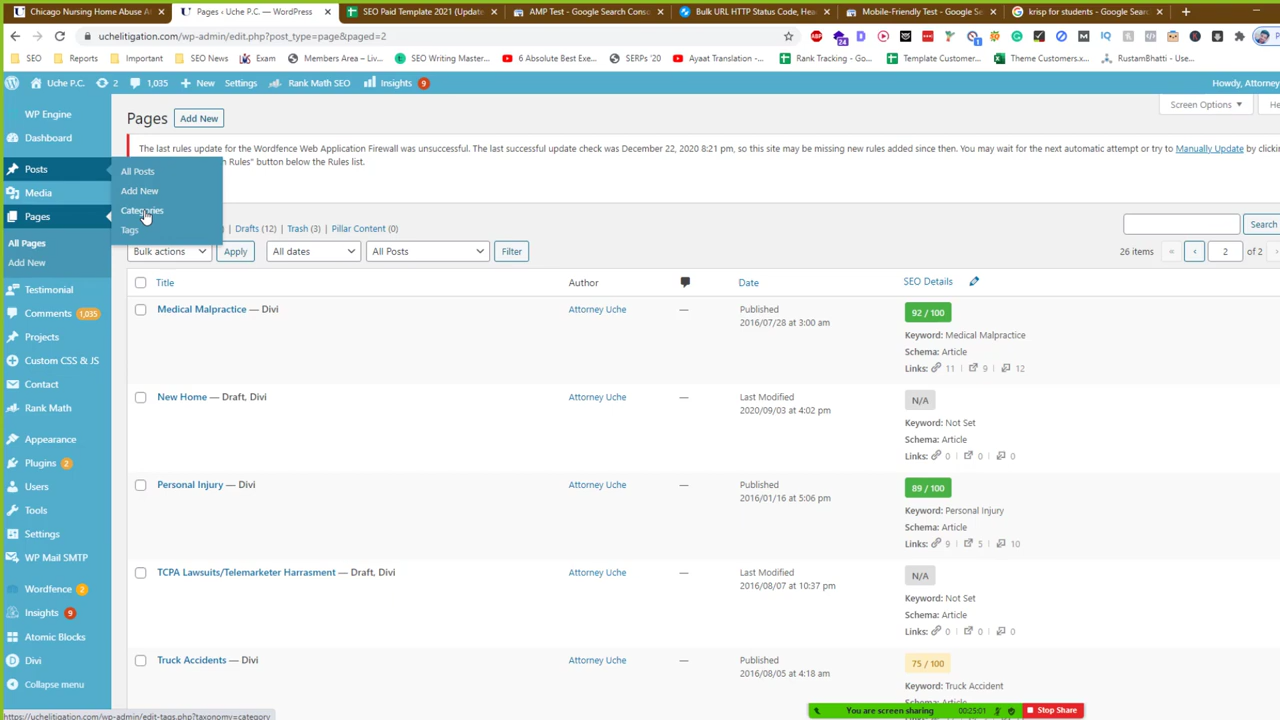 Chicago Nursing Home Abuse At
Pages ‹ Uche P.C. — WordPress
SEO Paid Template 2021 (Update
AMP Test - Google Search Conso
Bulk URL HTTP Status Code, Hea
Mobile-Friendly Test - Google Se
krisp for students - Google Sear
uchelitigation.com/wp-admin/edit.php?post_type=page&paged=2
SEO Reports Important SEO News Exam Members Area – Liv... SEO Writing Master... 6 Absolute Best Exe... SERPs '20 Ayaat Translation -... Rank Tracking - Go... Template Customer... Theme Customers.x... RustamBhatti - Use...
Uche P.C. 2 1,035 New Settings Rank Math SEO Insights 9 Howdy, Attorney
Screen Options ▼ He
WP Engine
Dashboard
Posts
Media
Pages
All Pages
Add New
Testimonial
Comments 1,035
Projects
Custom CSS & JS
Contact
Rank Math
Appearance
Plugins 2
Users
Tools
Settings
WP Mail SMTP
Wordfence 2
Insights 9
Atomic Blocks
Divi
Collapse menu
All Posts
Add New
Categories
Tags
Pages Add New
The last rules update for the Wordfence Web Application Firewall was unsuccessful. The last successful update check was December 22, 2020 8:21 pm, so this site may be missing new rules added since then. You may wait for the next automatic attempt or try to Manually Update by clic
Rules" button below the Rules list.
| Drafts (12) | Trash (3) | Pillar Content (0)
Search
Bulk actions Apply All dates All Posts Filter 26 items « ‹ 2 of 2 ›
Title Author Date SEO Details
Medical Malpractice — Divi Attorney Uche — Published
2016/07/28 at 3:00 am
92 / 100
Keyword: Medical Malpractice
Schema: Article
Links: 11 | 9 | 12
New Home — Draft, Divi Attorney Uche — Last Modified
2020/09/03 at 4:02 pm
N/A
Keyword: Not Set
Schema: Article
Links: 0 | 0 | 0
Personal Injury — Divi Attorney Uche — Published
2016/01/16 at 5:06 pm
89 / 100
Keyword: Personal Injury
Schema: Article
Links: 9 | 5 | 10
TCPA Lawsuits/Telemarketer Harrasment — Draft, Divi Attorney Uche — Last Modified
2016/08/07 at 10:37 pm
N/A
Keyword: Not Set
Schema: Article
Links: 0 | 0 | 0
Truck Accidents — Divi Attorney Uche — Published
2016/08/05 at 4:18 am
75 / 100
Keyword: Truck Accident
https://uchelitigation.com/wp-admin/edit-tags.php?taxonomy=category
You are screen sharing 00:25:01 Stop Share